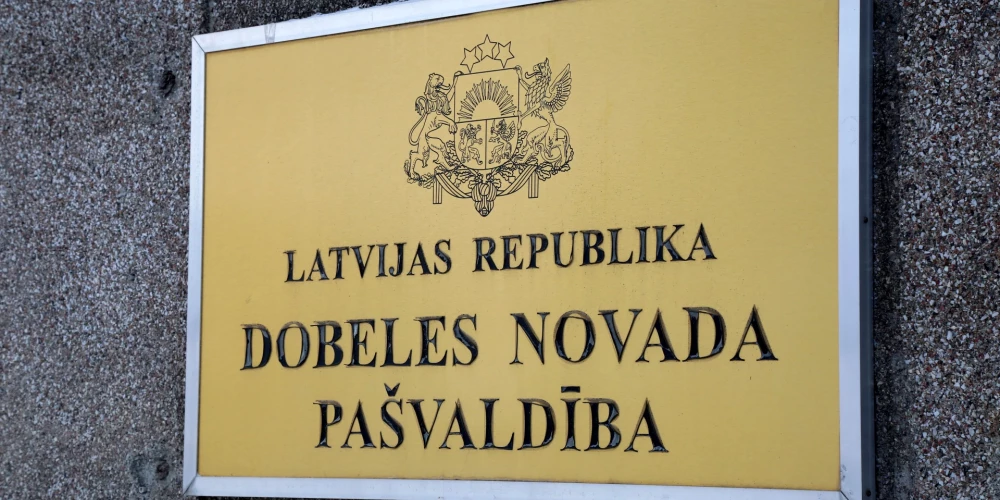 LATVIJAS REPUBLIKA
DOBELES NOVADA
PAŠVALDĪBA